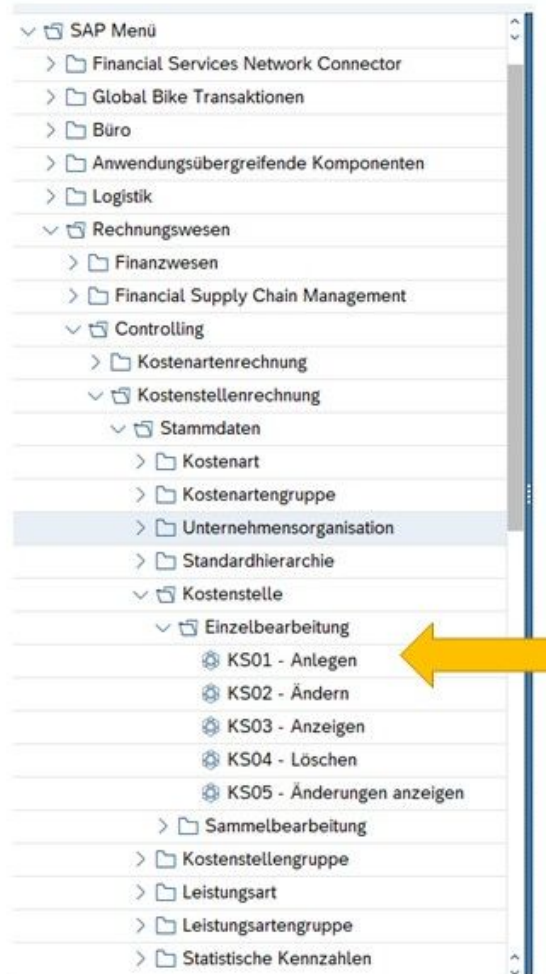 SAP Menü
Financial Services Network Connector
Global Bike Transaktionen
Büro
Anwendungsübergreifende Komponenten
Logistik
Rechnungswesen
Finanzwesen
Financial Supply Chain Management
Controlling
Kostenartenrechnung
Kostenstellenrechnung
Stammdaten
Kostenart
Kostenartengruppe
Unternehmensorganisation
Standardhierarchie
Kostenstelle
Einzelbearbeitung
KS01 - Anlegen
KS02 - Ändern
KS03 - Anzeigen
KS04 - Löschen
KS05 - Änderungen anzeigen
Sammelbearbeitung
Kostenstellengruppe
Leistungsart
Leistungsartengruppe
Statistische Kennzahlen